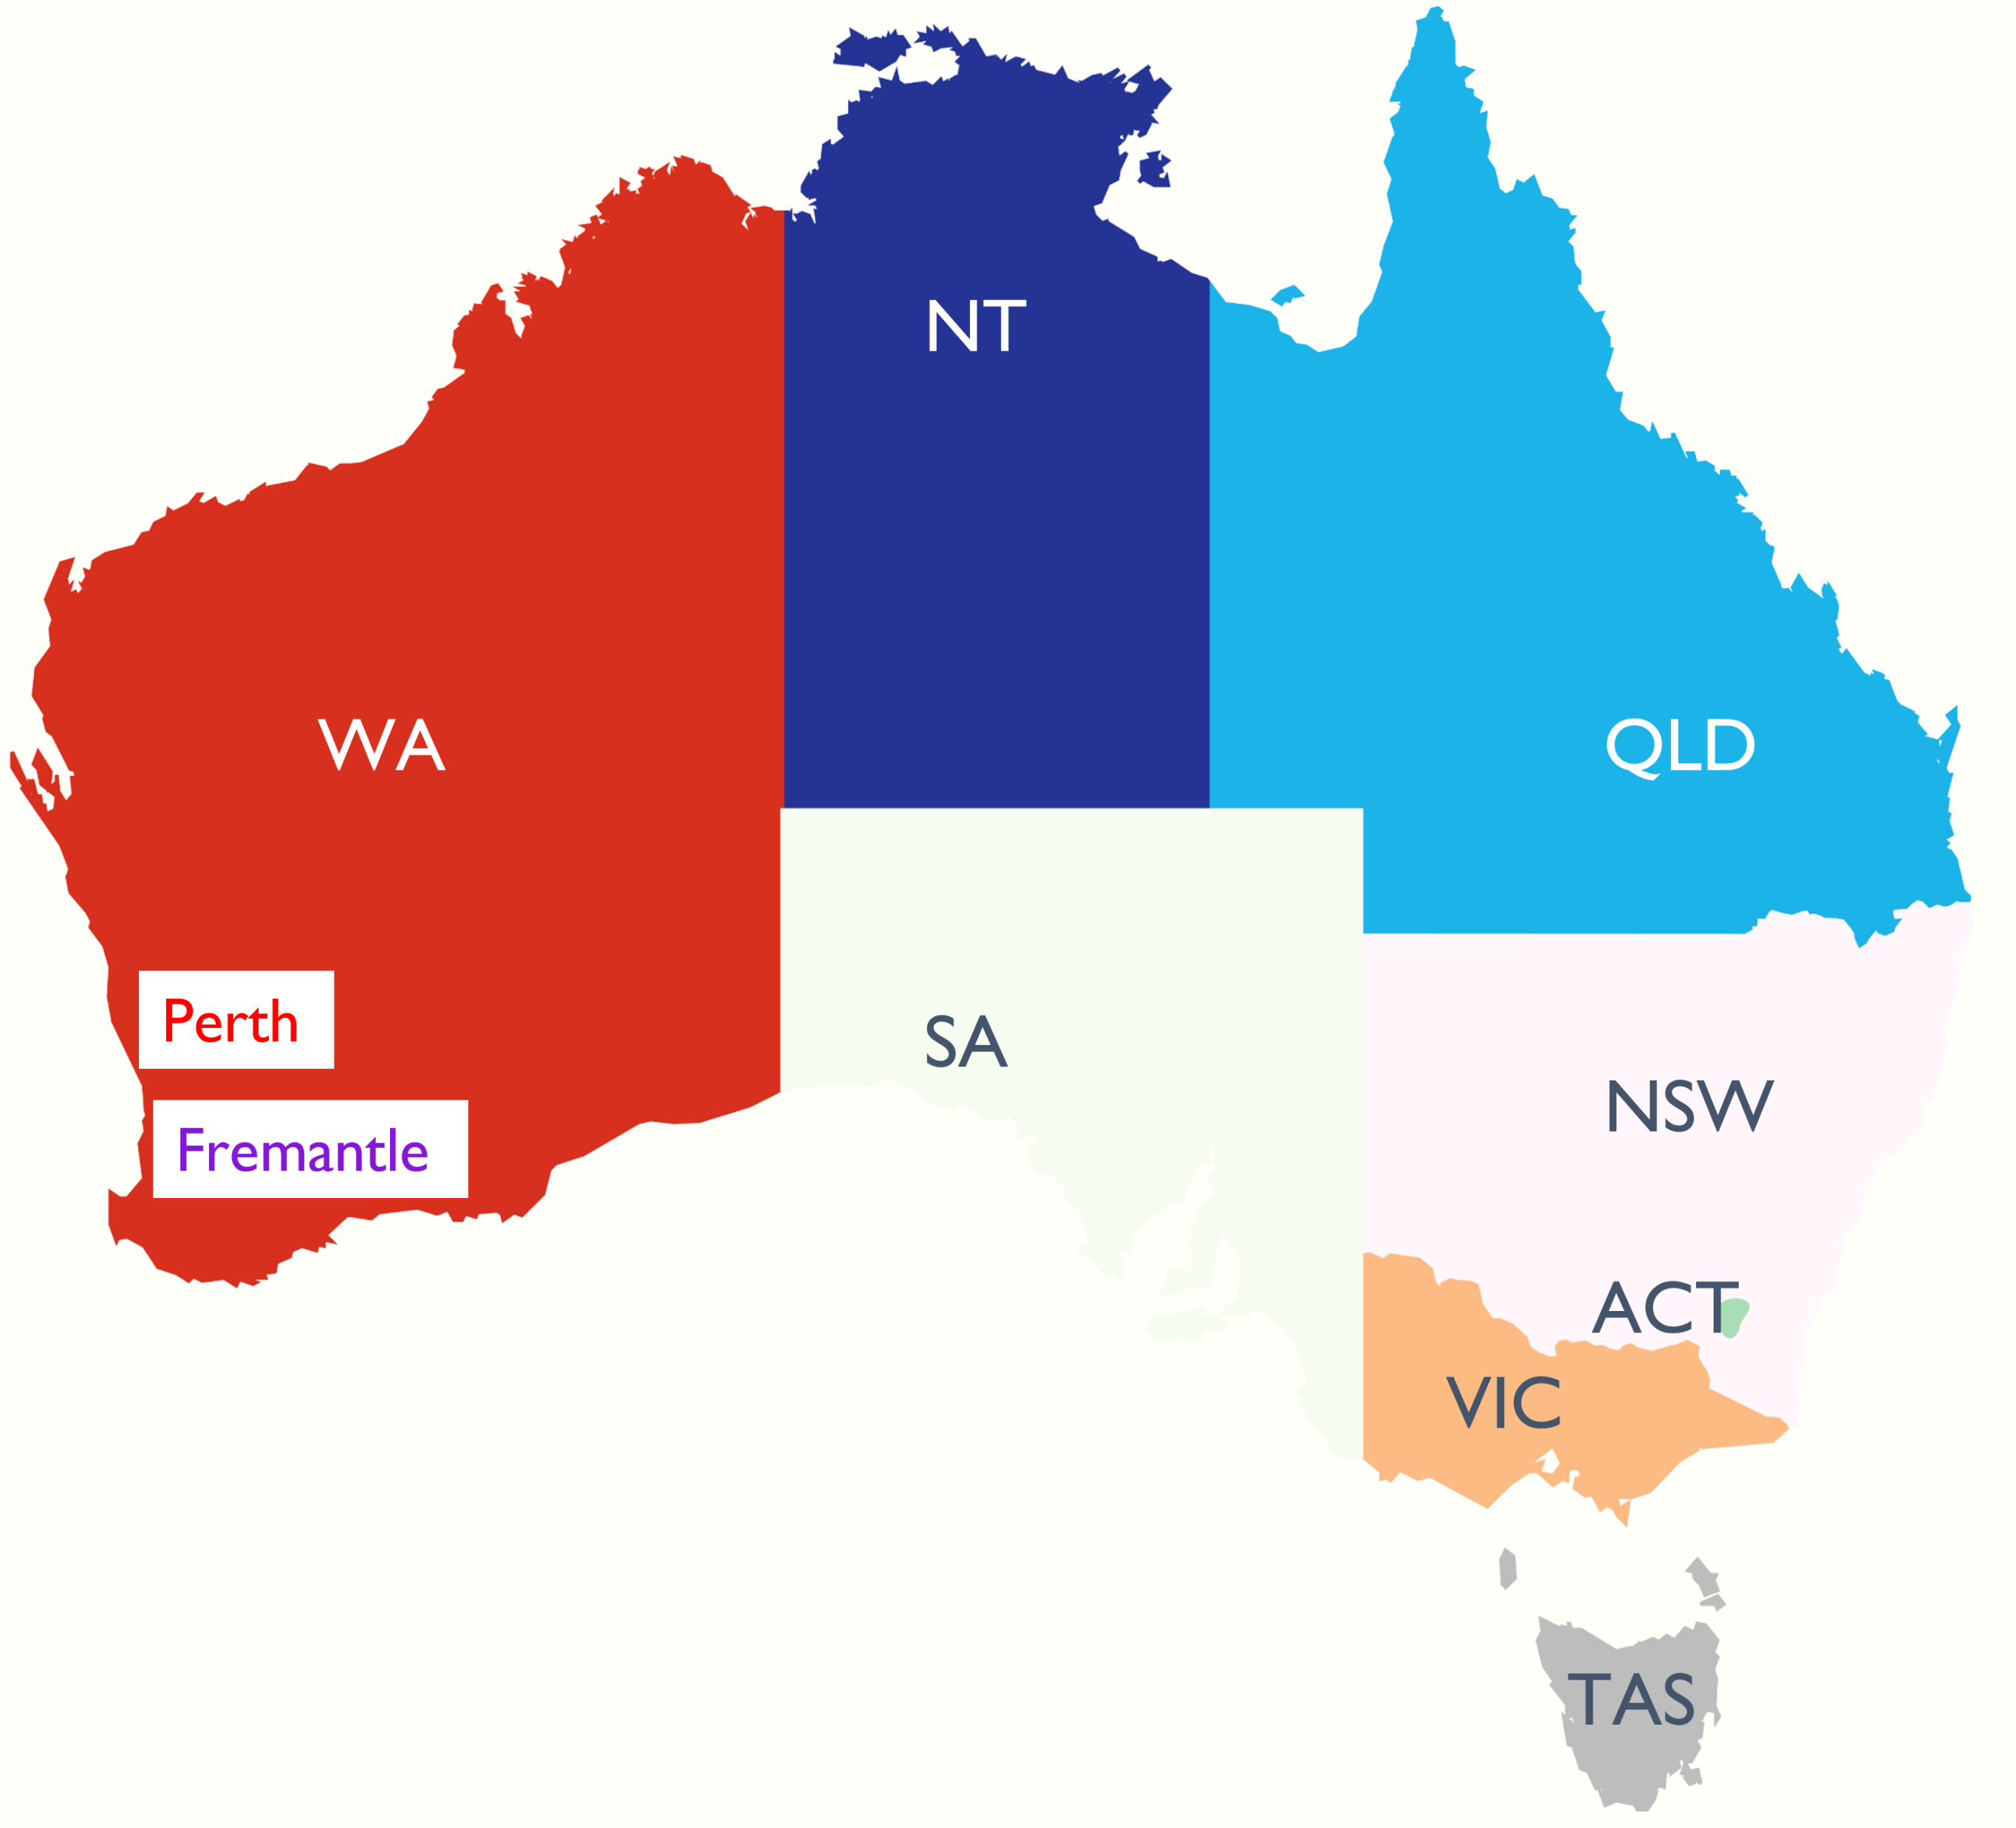 NT
WA
QLD
Perth
SA
NSW
Fremantle
ACT
VIC
TAS